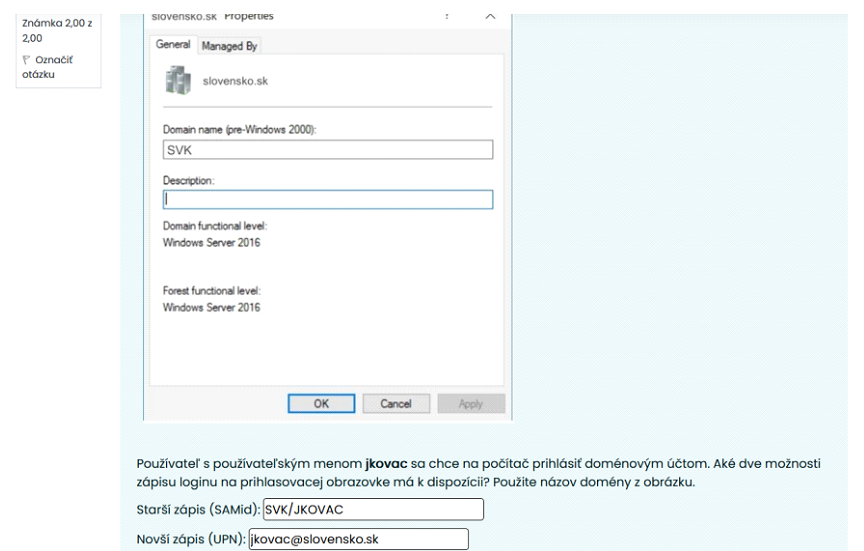 Známka 2,00 z
2,00
Označiť
otázku
slovensko.sk Properties
General Managed By
slovensko.sk
Domain name (pre-Windows 2000):
SVK
Description:
Domain functional level:
Windows Server 2016
Forest functional level:
Windows Server 2016
OK Cancel Apply
Používateľ s používateľským menom jkovac sa chce na počítač prihlásiť doménovým účtom. Aké dve možnosti
zápisu loginu na prihlasovacej obrazovke má k dispozícii? Použite názov domény z obrázku.
Starší zápis (SAMid): SVK/JKOVAC
Novší zápis (UPN): jkovac@slovensko.sk